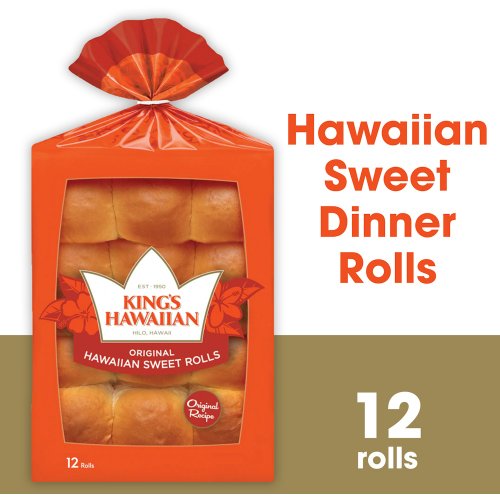 EST · 1950
KING'S
HAWAIIAN
HILO, HAWAII
ORIGINAL
HAWAIIAN SWEET ROLLS
Original
Recipe
12 Rolls
Hawaiian
Sweet
Dinner
Rolls
12
rolls